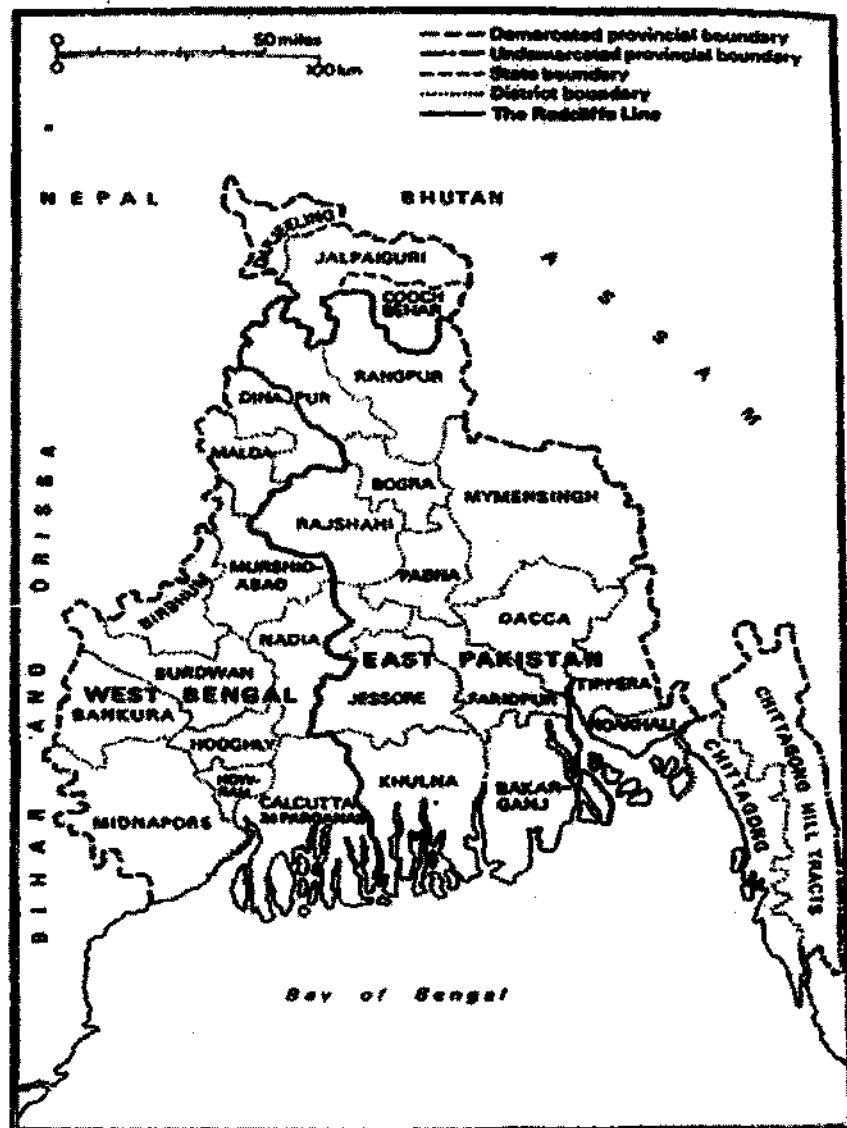 0 50 miles
0 100 km
Demarcated provincial boundary
Undemarcated provincial boundary
State boundary
District boundary
The Radcliffe Line
NEPAL
BHUTAN
ASSAM
DARJEELING
JALPAIGURI
COOCH
BEHAR
RANGPUR
DINAJPUR
MALDA
BOGRA
MYMENSINGH
RAJSHAHI
MURSHID-
ABAD
PABNA
BIRBHUM
DACCA
NADIA
EAST PAKISTAN
BURDWAN
TIPPERA
WEST BENGAL
BANKURA
JESSORE
FARIDPUR
NOAKHALI
HOOGHLY
HOW-
RAH
KHULNA
BAKAR-
GANJ
MIDNAPORS
CALCUTTA
24 PARGANAS
CHITTAGONG
CHITTAGONG HILL TRACTS
BIHAR AND ORISSA
Bay of Bengal